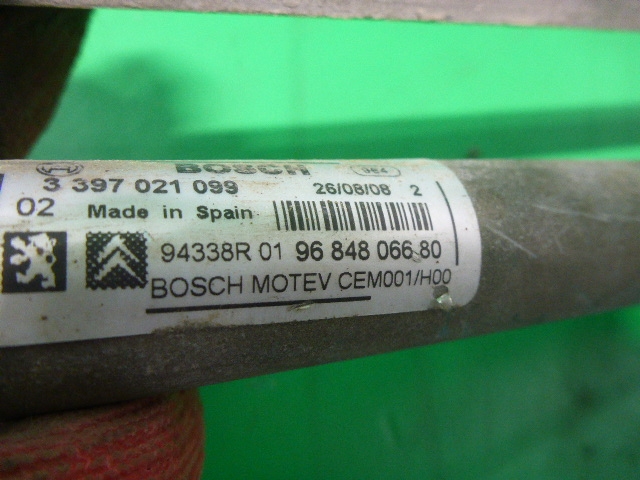 BOSCH
3 397 021 099 26/08/08 2
02 Made in Spain
94338R 01 96 848 066 80
BOSCH MOTEV CEM001/H00